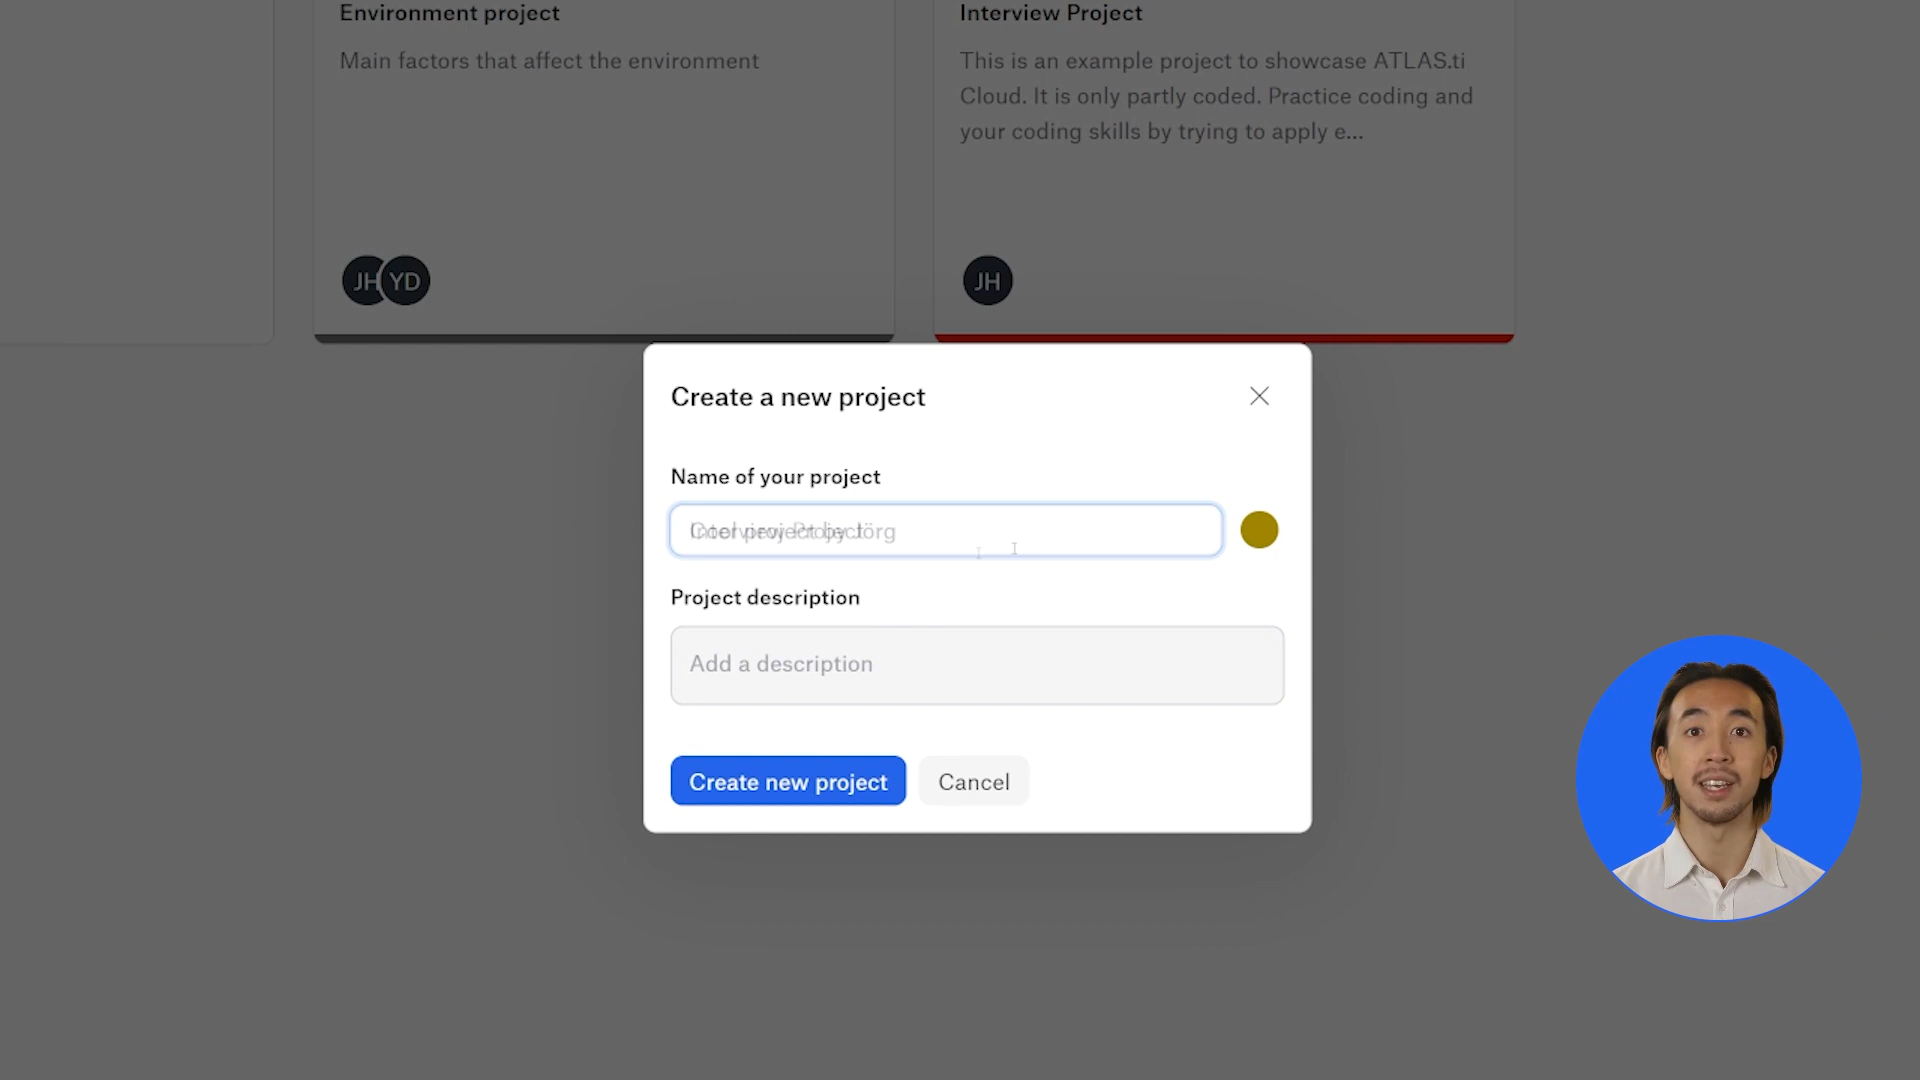 Environment project
Main factors that affect the environment
JH
YD
Interview Project
This is an example project to showcase ATLAS.ti
Cloud. It is only partly coded. Practice coding and
your coding skills by trying to apply e...
JH
Create a new project
Name of your project
Project description
Add a description
Create new project
Cancel